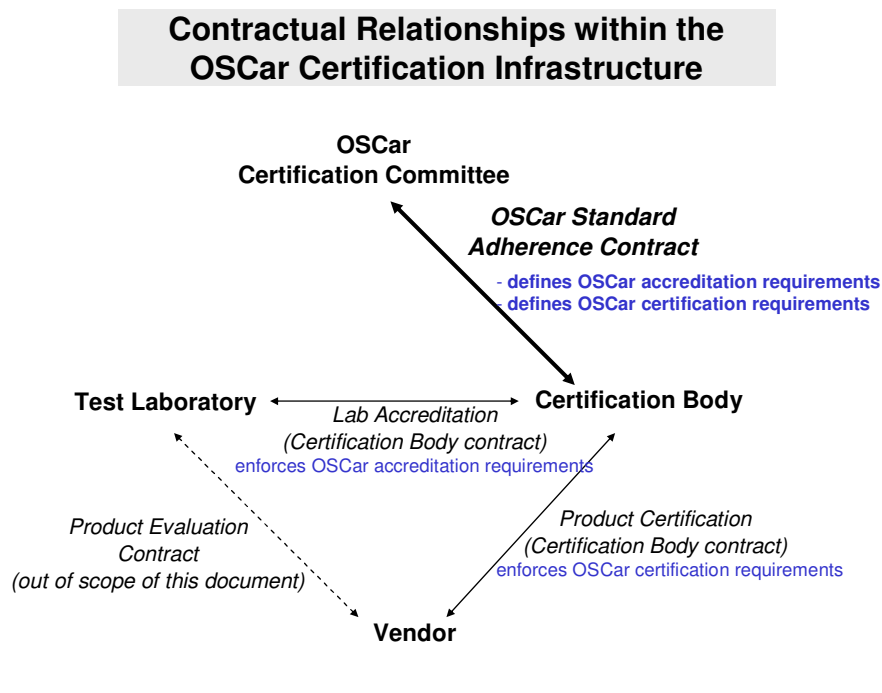 Contractual Relationships within the
OSCar Certification Infrastructure
OSCar
Certification Committee
OSCar Standard
Adherence Contract
- defines OSCar accreditation requirements
- defines OSCar certification requirements
Test Laboratory
Certification Body
Lab Accreditation
(Certification Body contract)
enforces OSCar accreditation requirements
Product Evaluation
Contract
(out of scope of this document)
Product Certification
(Certification Body contract)
enforces OSCar certification requirements
Vendor